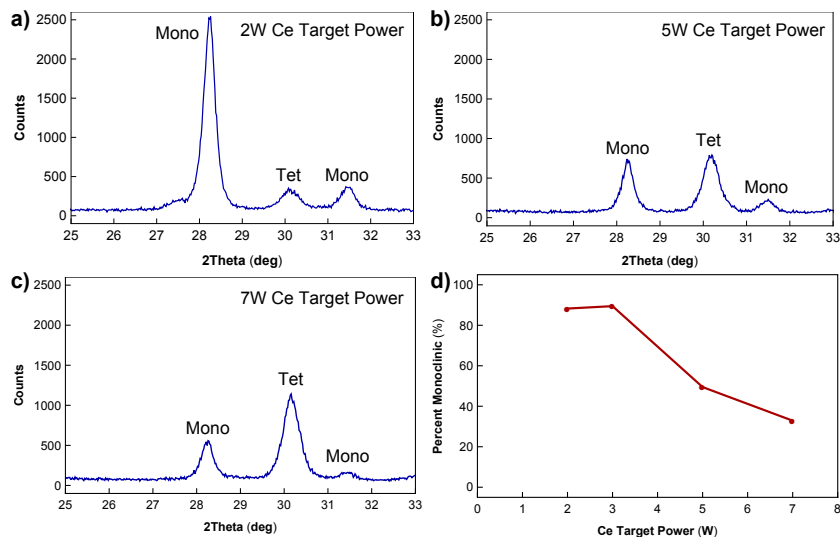 a)
2W Ce Target Power
Mono
Tet
Mono
Counts
2500
2000
1500
1000
500
0
25 26 27 28 29 30 31 32 33
2Theta (deg)
b)
5W Ce Target Power
Mono
Tet
Mono
Counts
2500
2000
1500
1000
500
0
25 26 27 28 29 30 31 32 33
2Theta (deg)
c)
7W Ce Target Power
Tet
Mono
Mono
Counts
2500
2000
1500
1000
500
0
25 26 27 28 29 30 31 32 33
2Theta (deg)
d)
Percent Monoclinic (%)
100
80
60
40
20
0
0 1 2 3 4 5 6 7 8
Ce Target Power (W)